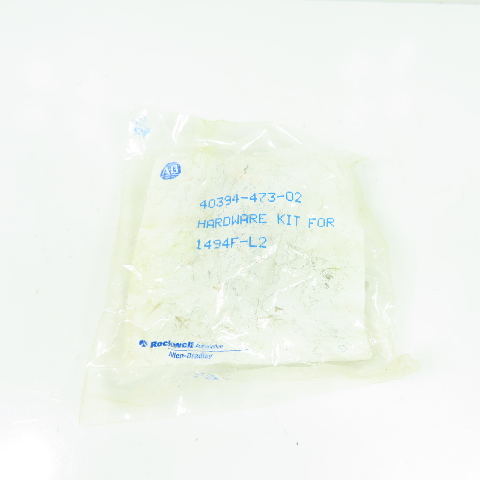 AB
40394-473-02
HARDWARE KIT FOR
1494F-L2
Rockwell Automation
Allen-Bradley